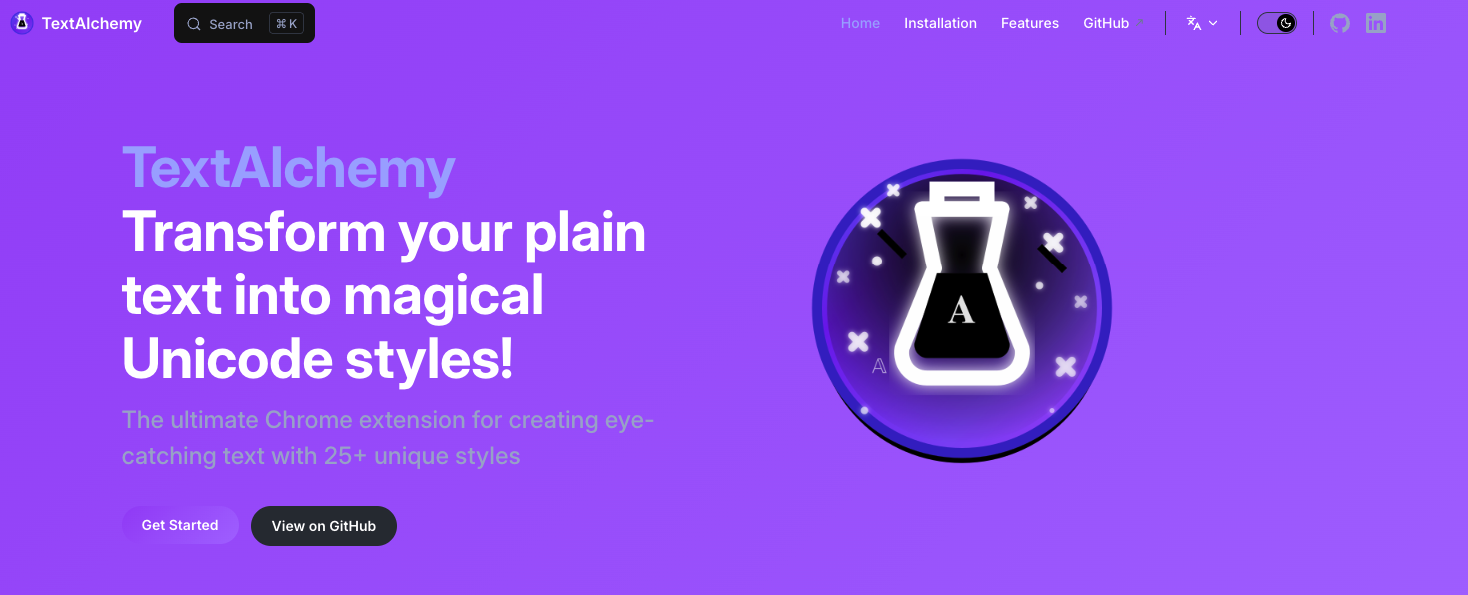 TextAlchemy
Search ⌘ K
Home Installation Features GitHub
TextAlchemy
Transform your plain
text into magical
Unicode styles!
The ultimate Chrome extension for creating eye-
catching text with 25+ unique styles
Get Started View on GitHub
A
𝔸